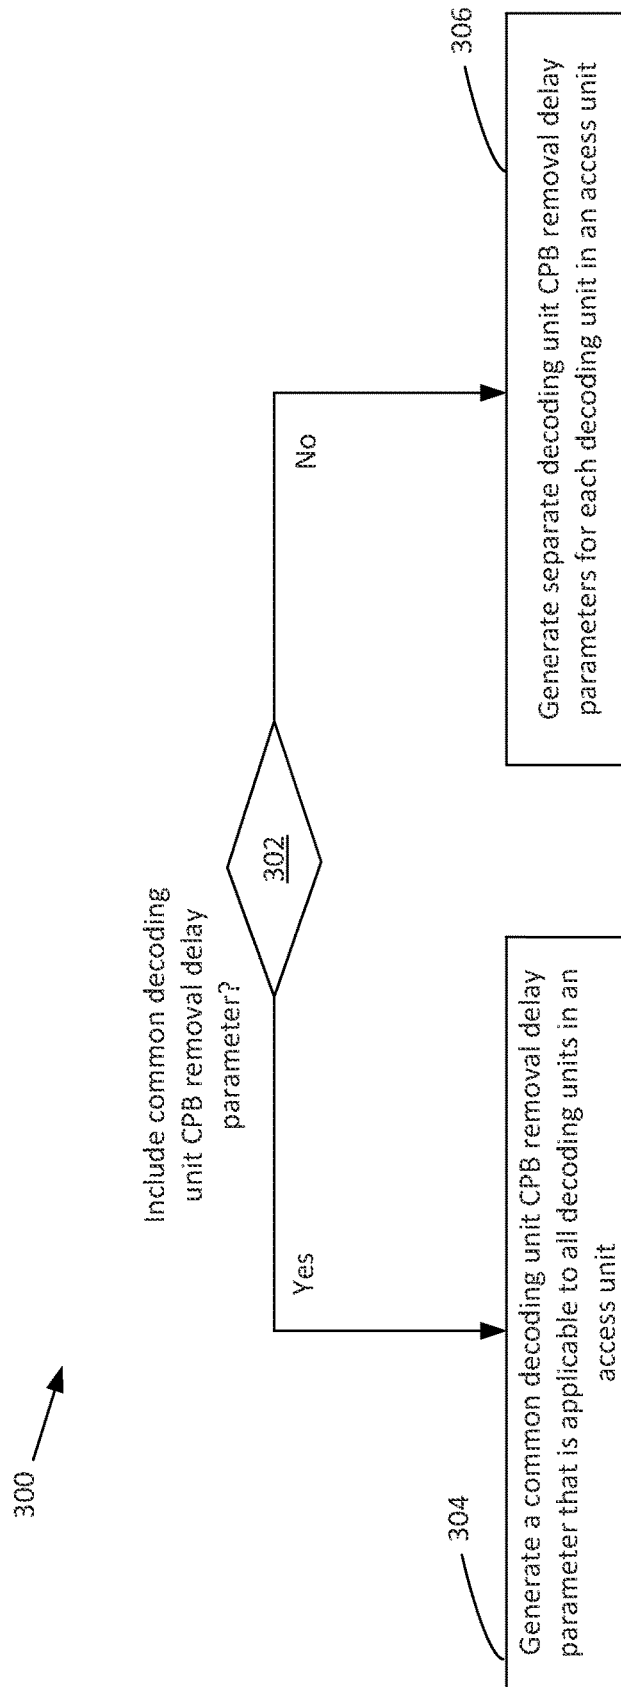 300
Include common decoding
unit CPB removal delay
parameter?
302
Yes
No
304
Generate a common decoding unit CPB removal delay
parameter that is applicable to all decoding units in an
access unit
306
Generate separate decoding unit CPB removal delay
parameters for each decoding unit in an access unit